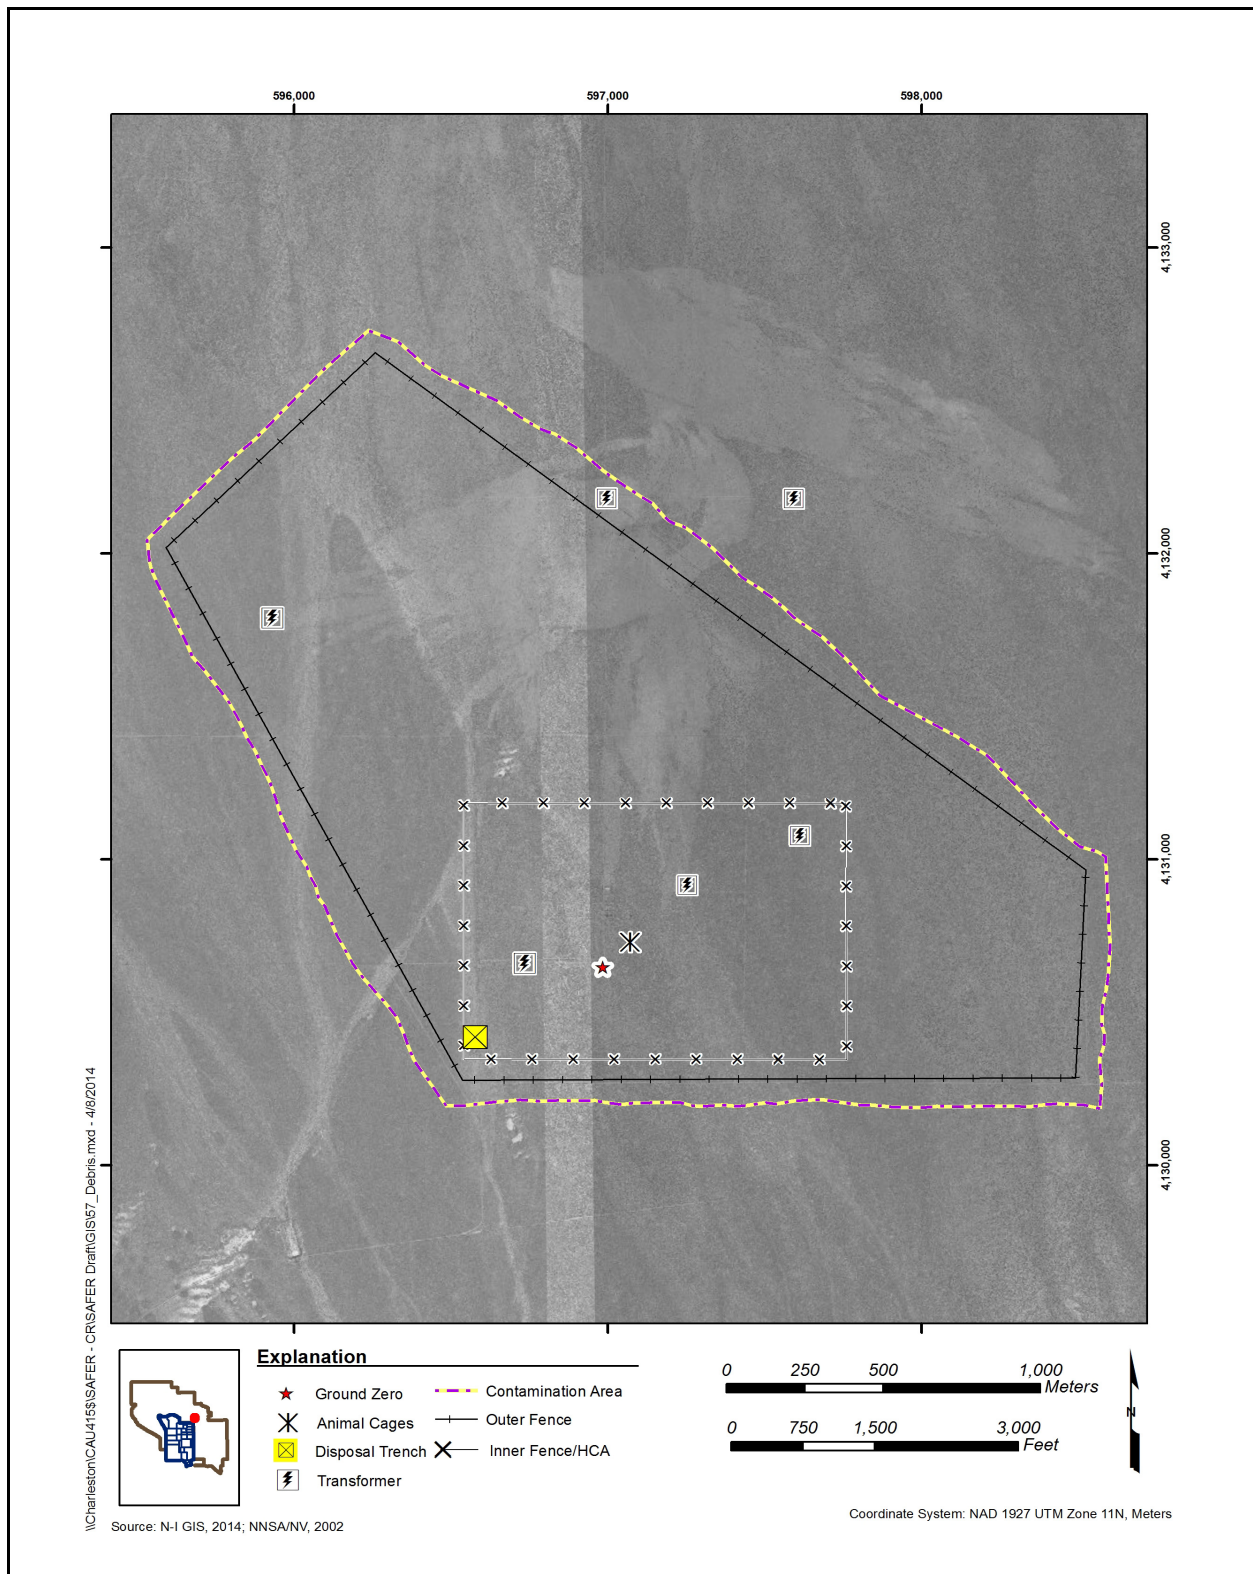 596,000
597,000
598,000
4,133,000
4,132,000
4,131,000
4,130,000
\\Charleston\CAU415$\SAFER - CR\SAFER Draft\GIS\57_Debris.mxd - 4/8/2014
Explanation
Ground Zero
Animal Cages
Disposal Trench
Transformer
Contamination Area
Outer Fence
Inner Fence/HCA
0 250 500 1,000
Meters
0 750 1,500 3,000
Feet
N
Source: N-I GIS, 2014; NNSA/NV, 2002
Coordinate System: NAD 1927 UTM Zone 11N, Meters